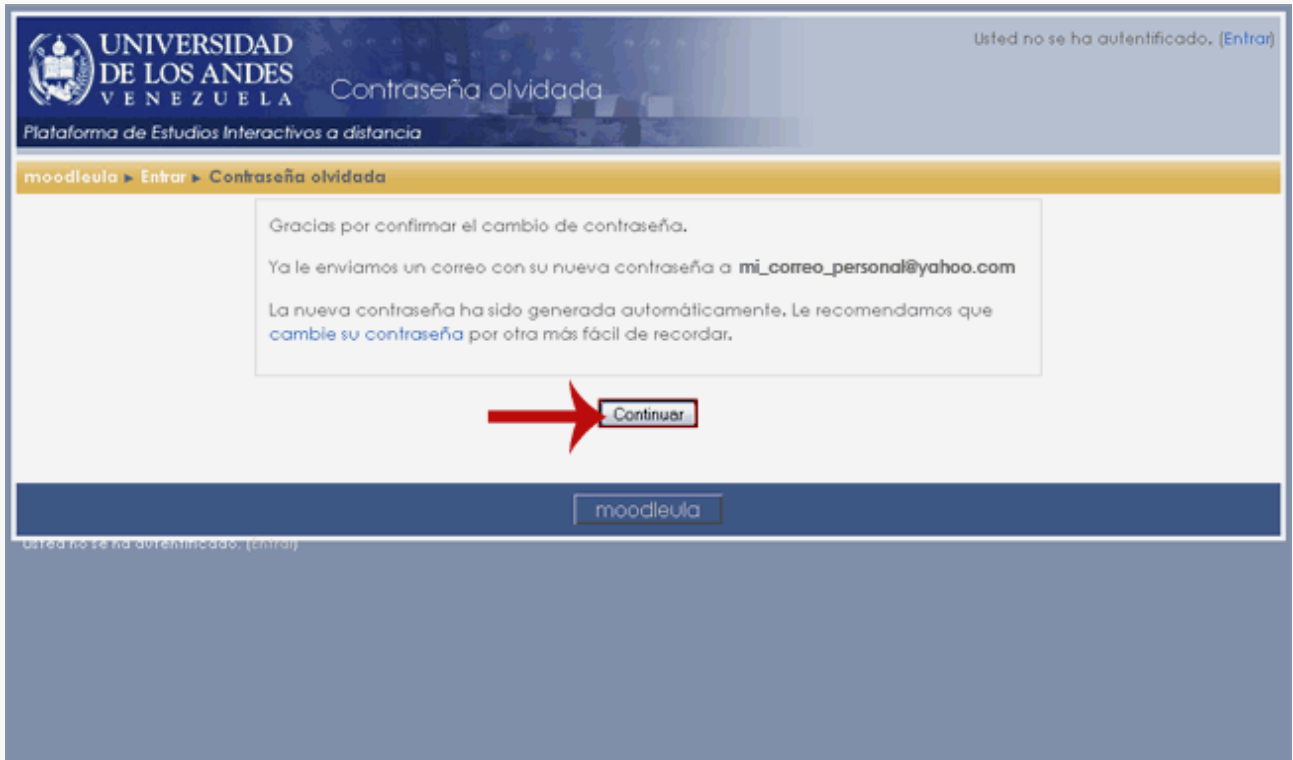 UNIVERSIDAD
DE LOS ANDES
VENEZUELA
Contraseña olvidada
Usted no se ha autentificado. (Entrar)
Plataforma de Estudios Interactivos a distancia
moodleula ► Entrar ► Contraseña olvidada
Gracias por confirmar el cambio de contraseña.
Ya le enviamos un correo con su nueva contraseña a mi_correo_personal@yahoo.com
La nueva contraseña ha sido generada automáticamente. Le recomendamos que
cambie su contraseña por otra más fácil de recordar.
Continuar
moodleula
Usted no se ha autentificado. (Entrar)